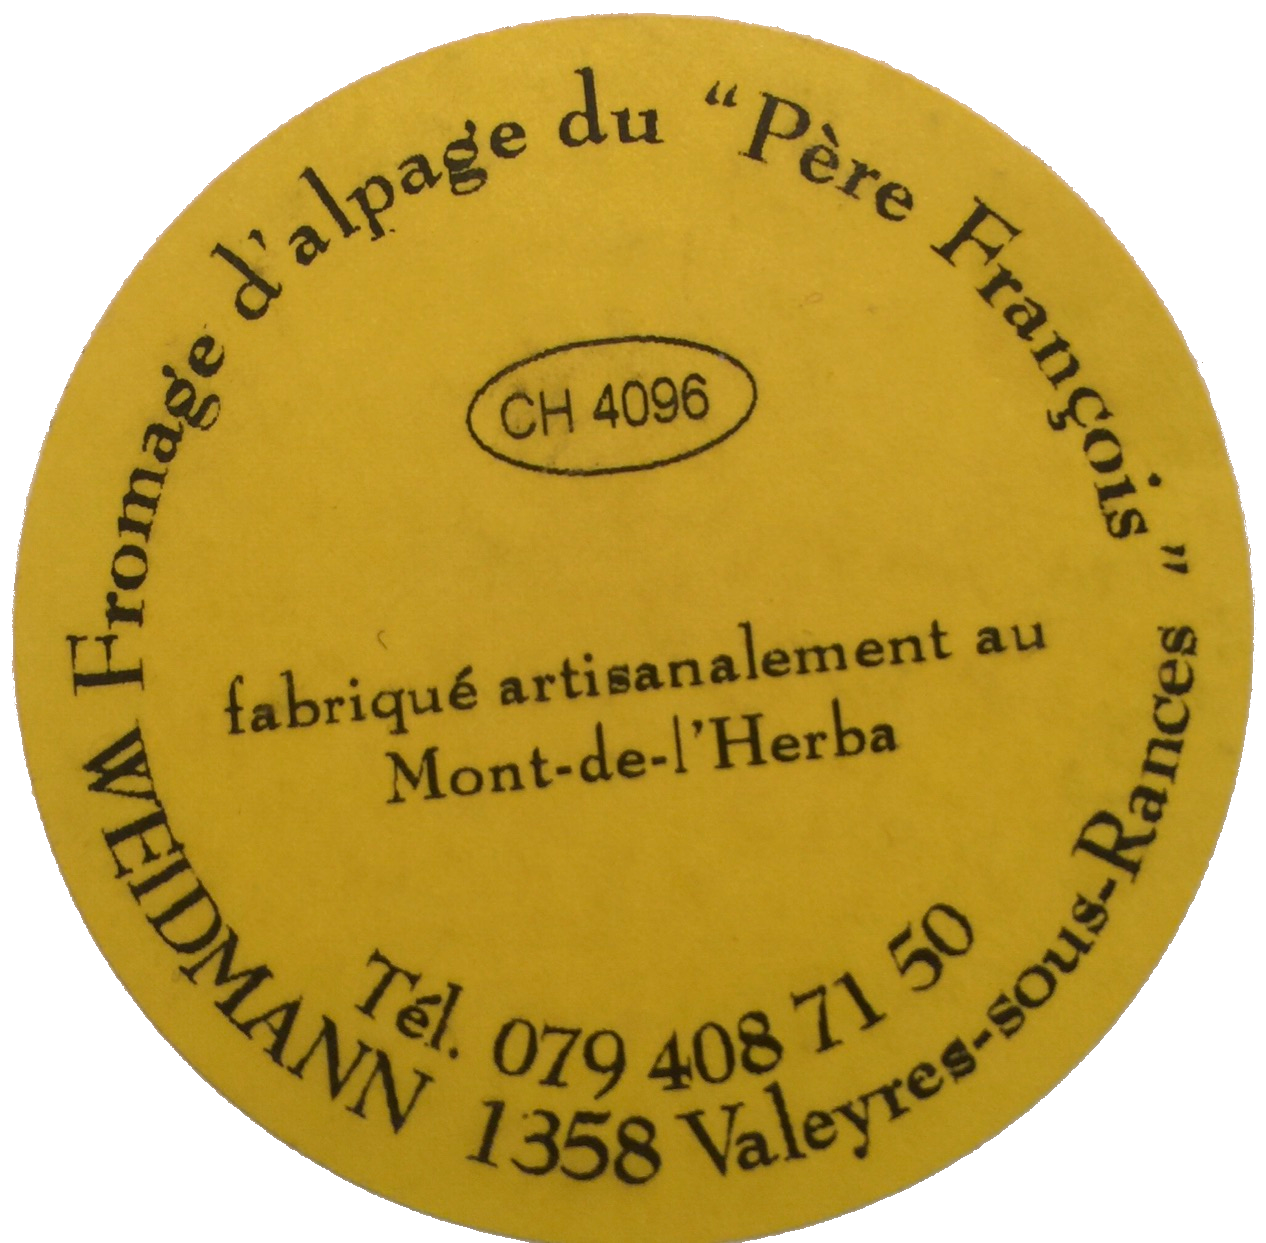 Fromage d'alpage du “Père François”
CH 4096
fabriqué artisanalement au
Mont-de-l'Herba
Tél. 079 408 71 50
WEIDMANN 1358 Valeyres-sous-Rances